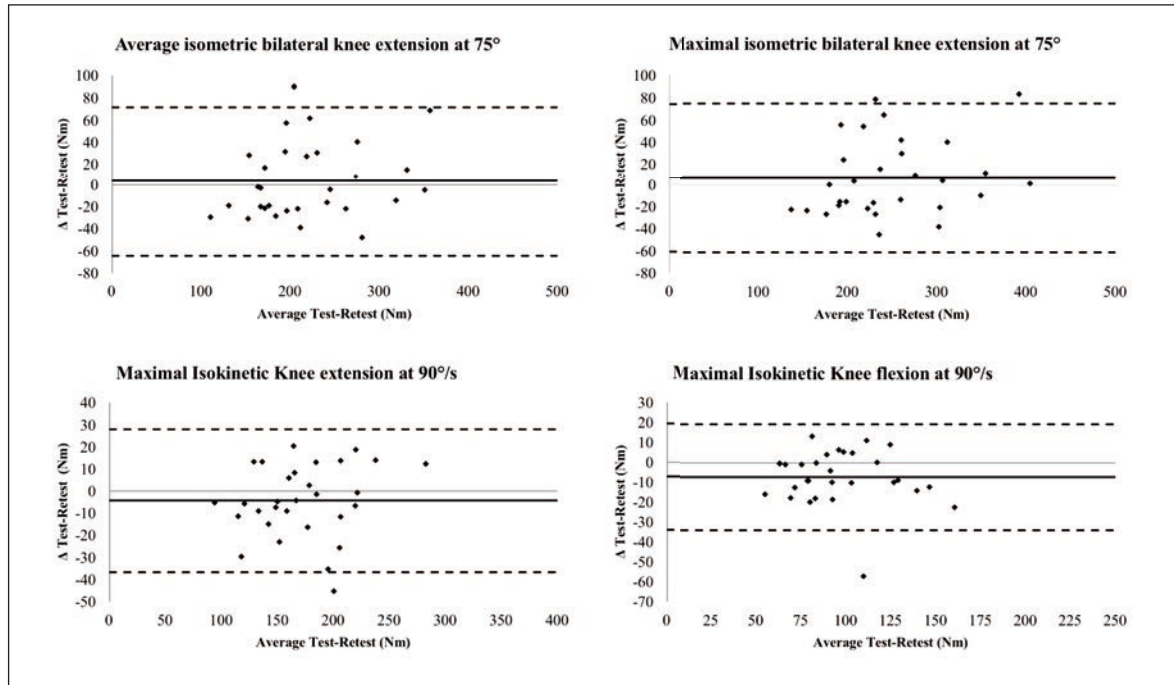 Average isometric bilateral knee extension at 75°
Δ Test-Retest (Nm)
100
80
60
40
20
0
-20
-40
-60
-80
0 100 200 300 400 500
Average Test-Retest (Nm)
Maximal isometric bilateral knee extension at 75°
Δ Test-Retest (Nm)
100
80
60
40
20
0
-20
-40
-60
-80
0 100 200 300 400 500
Average Test-Retest (Nm)
Maximal Isokinetic Knee extension at 90°/s
Δ Test-Retest (Nm)
40
30
20
10
0
-10
-20
-30
-40
-50
0 50 100 150 200 250 300 350 400
Average Test-Retest (Nm)
Maximal Isokinetic Knee flexion at 90°/s
Δ Test-Retest (Nm)
30
20
10
0
-10
-20
-30
-40
-50
-60
-70
0 25 50 75 100 125 150 175 200 225 250
Average Test-Retest (Nm)